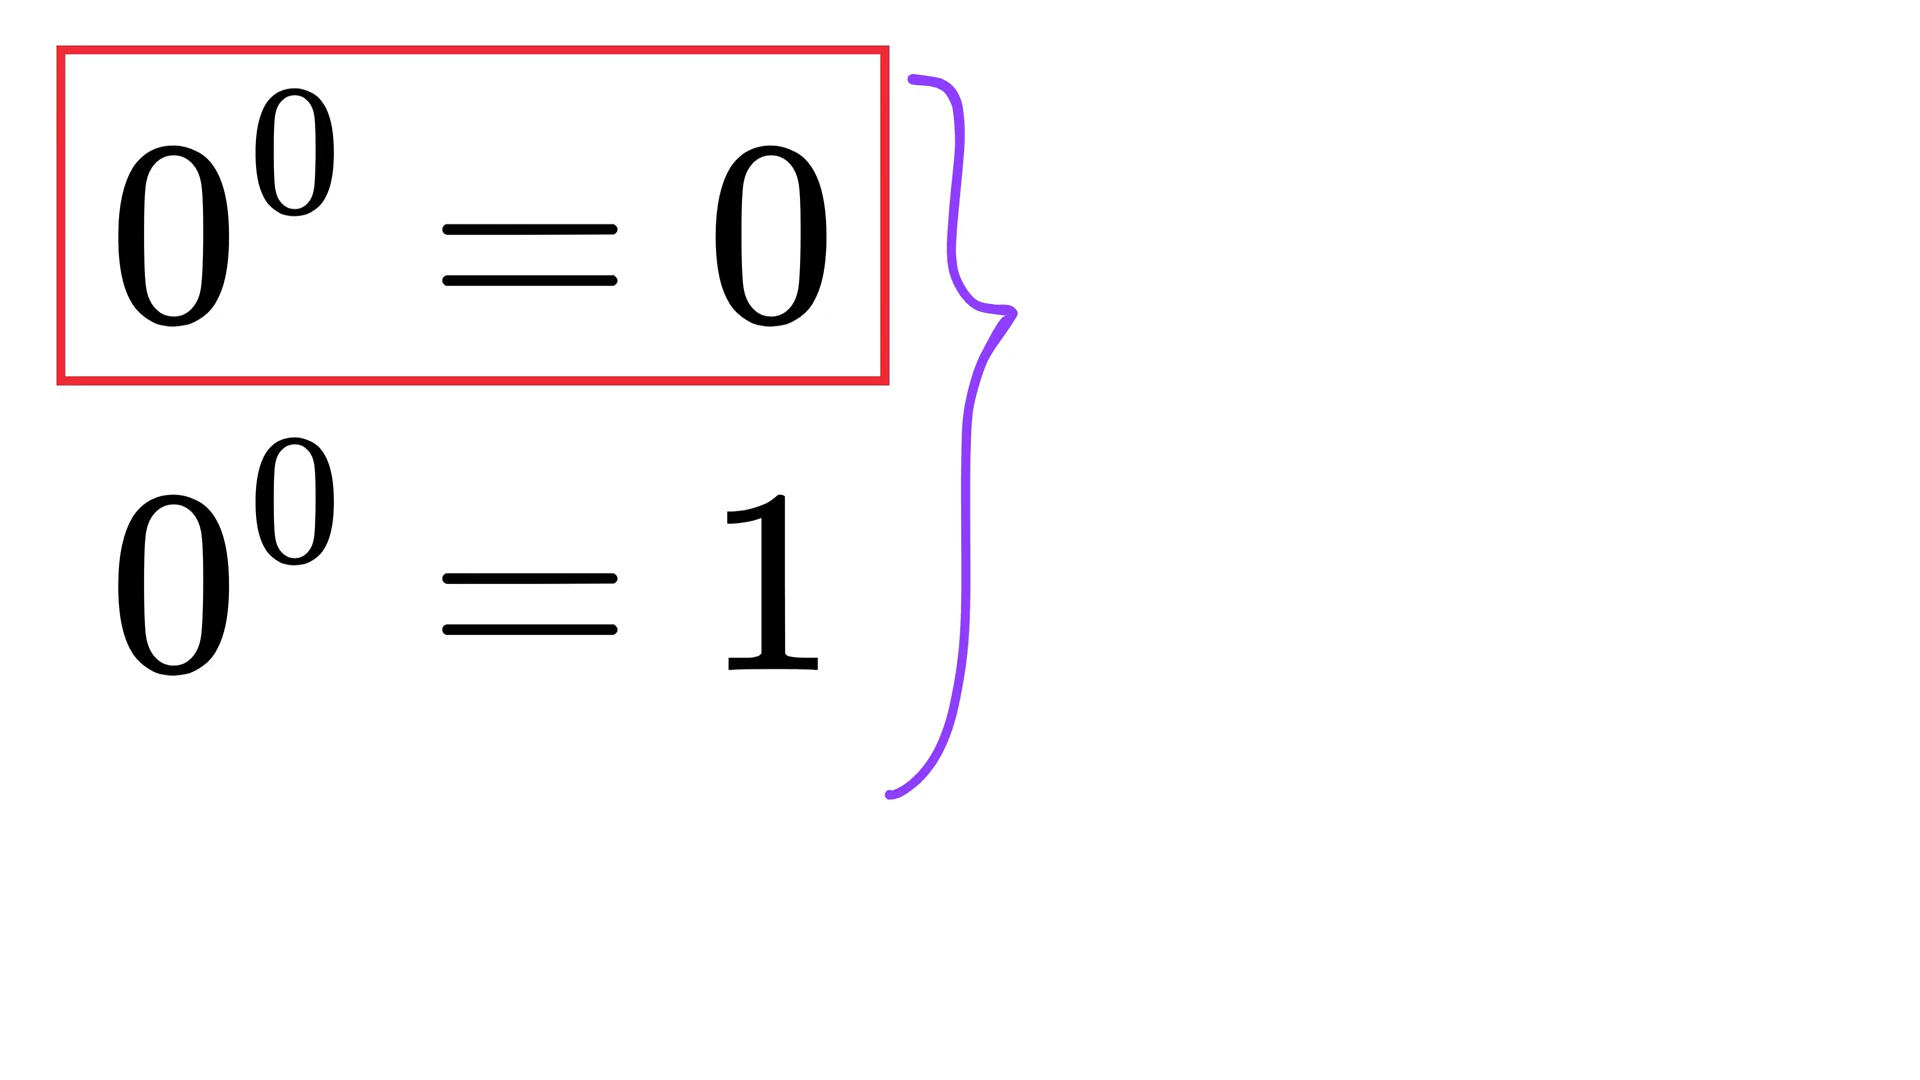 0⁰ = 0
0⁰ = 1